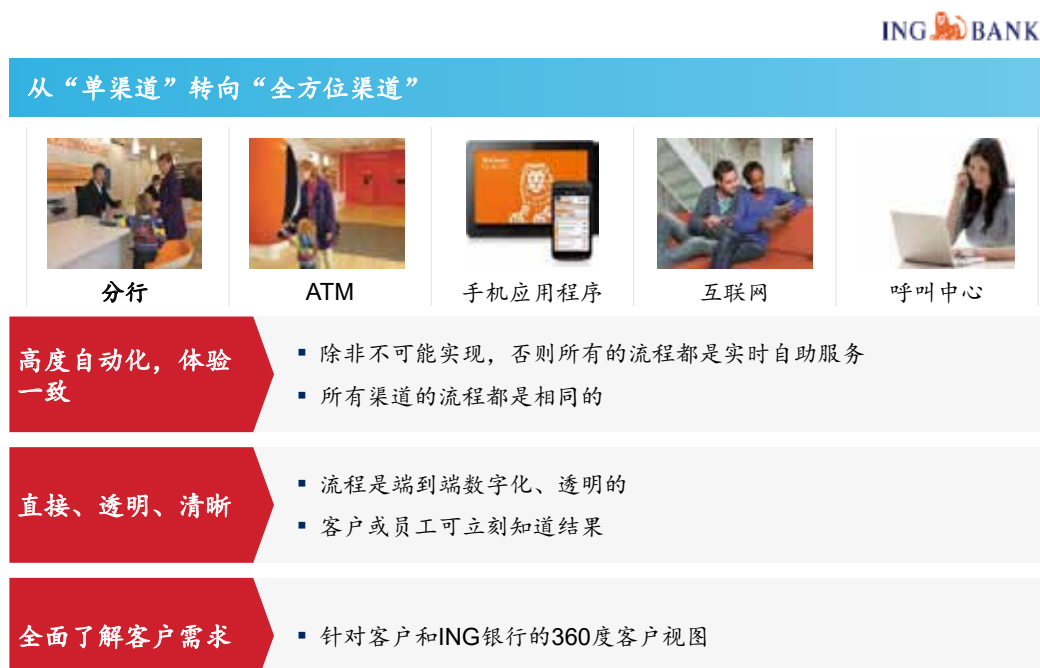 ING BANK
从“单渠道”转向“全方位渠道”
分行
ATM
手机应用程序
互联网
呼叫中心
高度自动化，体验
一致
▪ 除非不可能实现，否则所有的流程都是实时自助服务
▪ 所有渠道的流程都是相同的
直接、透明、清晰
▪ 流程是端到端数字化、透明的
▪ 客户或员工可立刻知道结果
全面了解客户需求
▪ 针对客户和ING银行的360度客户视图